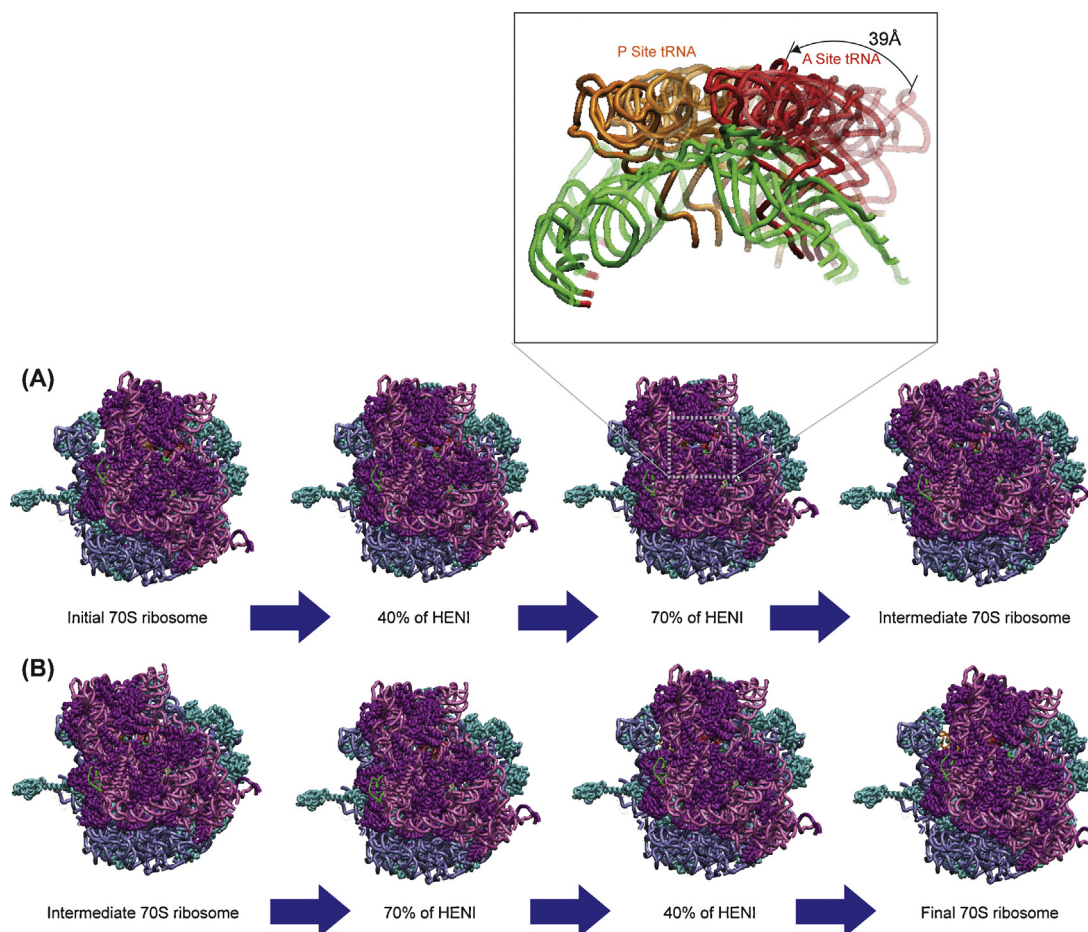 39Å
P Site tRNA
A Site tRNA
(A)
Initial 70S ribosome
40% of HENI
70% of HENI
Intermediate 70S ribosome
(B)
Intermediate 70S ribosome
70% of HENI
40% of HENI
Final 70S ribosome